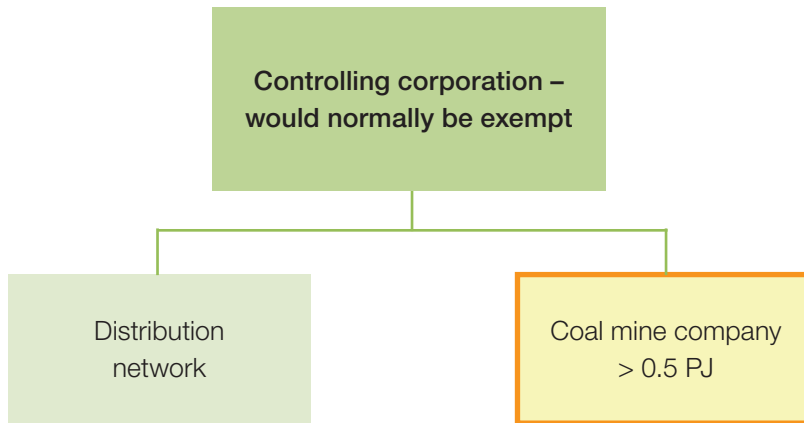 Controlling corporation –
would normally be exempt
Distribution
network
Coal mine company
> 0.5 PJ